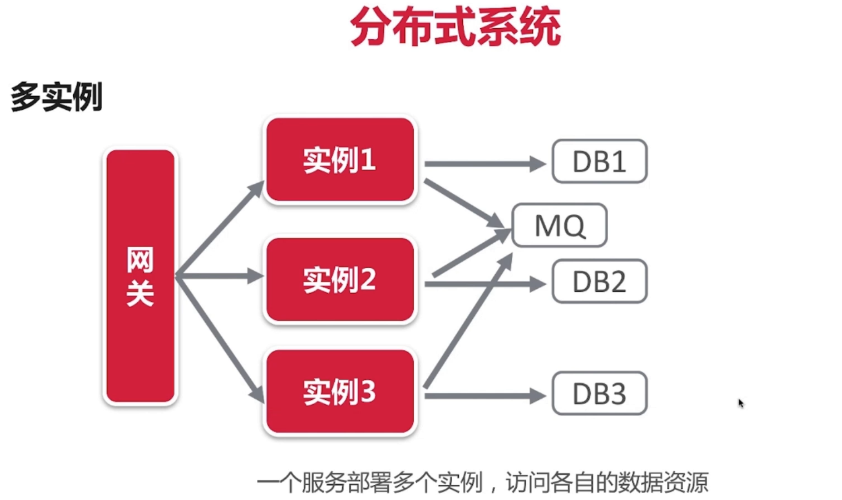 分布式系统
多实例
网关
实例1
实例2
实例3
DB1
MQ
DB2
DB3
一个服务部署多个实例，访问各自的数据资源